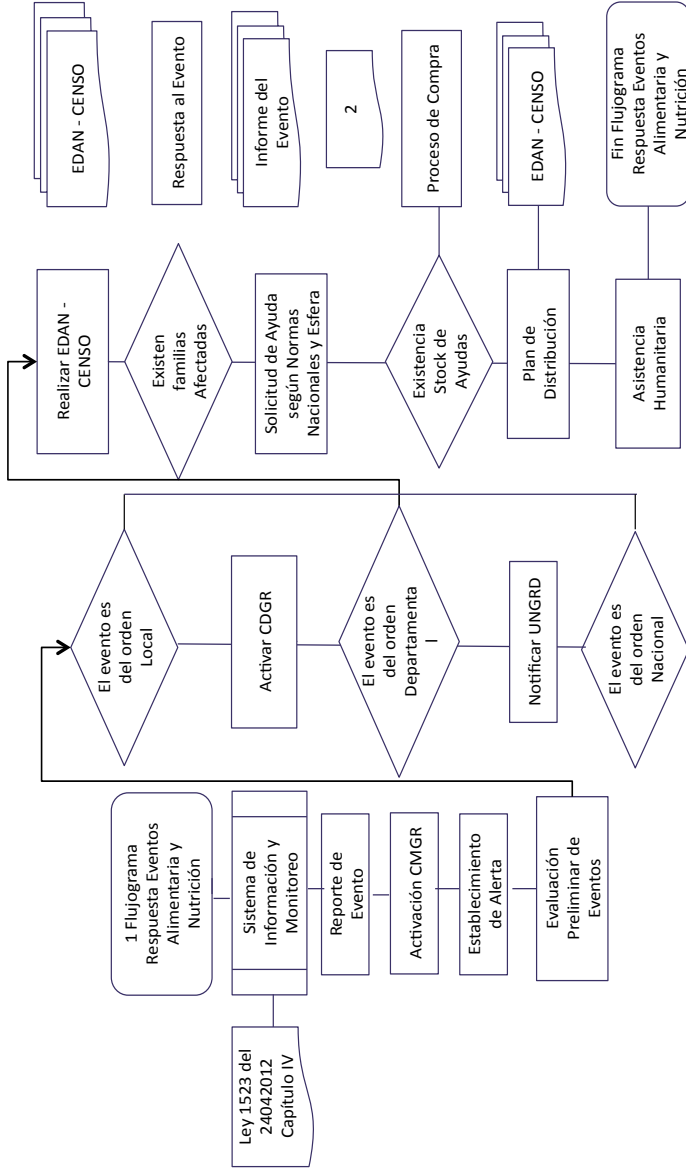 1 Flujograma
Respuesta Eventos
Alimentaria y
Nutrición
Ley 1523 del
24042012
Capítulo IV
Sistema de
Información y
Monitoreo
Reporte de
Evento
Activación CMGR
Establecimiento
de Alerta
Evaluación
Preliminar de
Eventos
El evento es
del orden
Local
Activar CDGR
El evento es
del orden
Departamenta
l
Notificar UNGRD
El evento es
del orden
Nacional
Realizar EDAN -
CENSO
Existen
familias
Afectadas
Solicitud de Ayuda
según Normas
Nacionales y Esfera
Existencia
Stock de
Ayudas
Plan de
Distribución
Asistencia
Humanitaria
EDAN - CENSO
Respuesta al Evento
Informe del
Evento
2
Proceso de Compra
EDAN - CENSO
Fin Flujograma
Respuesta Eventos
Alimentaria y
Nutrición